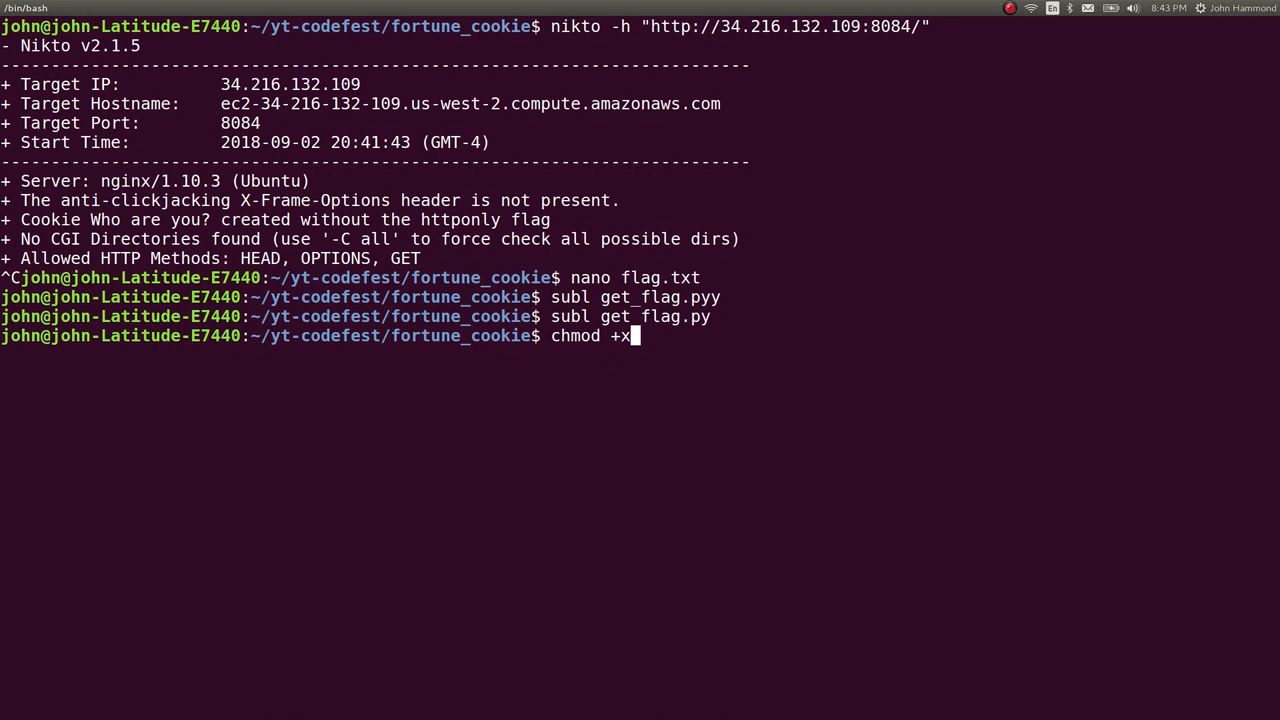 /bin/bash
En
8:43 PM
John Hammond
john@john-Latitude-E7440:~/yt-codefest/fortune_cookie$ nikto -h "http://34.216.132.109:8084/"
- Nikto v2.1.5
---------------------------------------------------------------------------
+ Target IP:          34.216.132.109
+ Target Hostname:    ec2-34-216-132-109.us-west-2.compute.amazonaws.com
+ Target Port:        8084
+ Start Time:         2018-09-02 20:41:43 (GMT-4)
---------------------------------------------------------------------------
+ Server: nginx/1.10.3 (Ubuntu)
+ The anti-clickjacking X-Frame-Options header is not present.
+ Cookie Who are you? created without the httponly flag
+ No CGI Directories found (use '-C all' to force check all possible dirs)
+ Allowed HTTP Methods: HEAD, OPTIONS, GET
^Cjohn@john-Latitude-E7440:~/yt-codefest/fortune_cookie$ nano flag.txt
john@john-Latitude-E7440:~/yt-codefest/fortune_cookie$ subl get_flag.pyy
john@john-Latitude-E7440:~/yt-codefest/fortune_cookie$ subl get_flag.py
john@john-Latitude-E7440:~/yt-codefest/fortune_cookie$ chmod +x